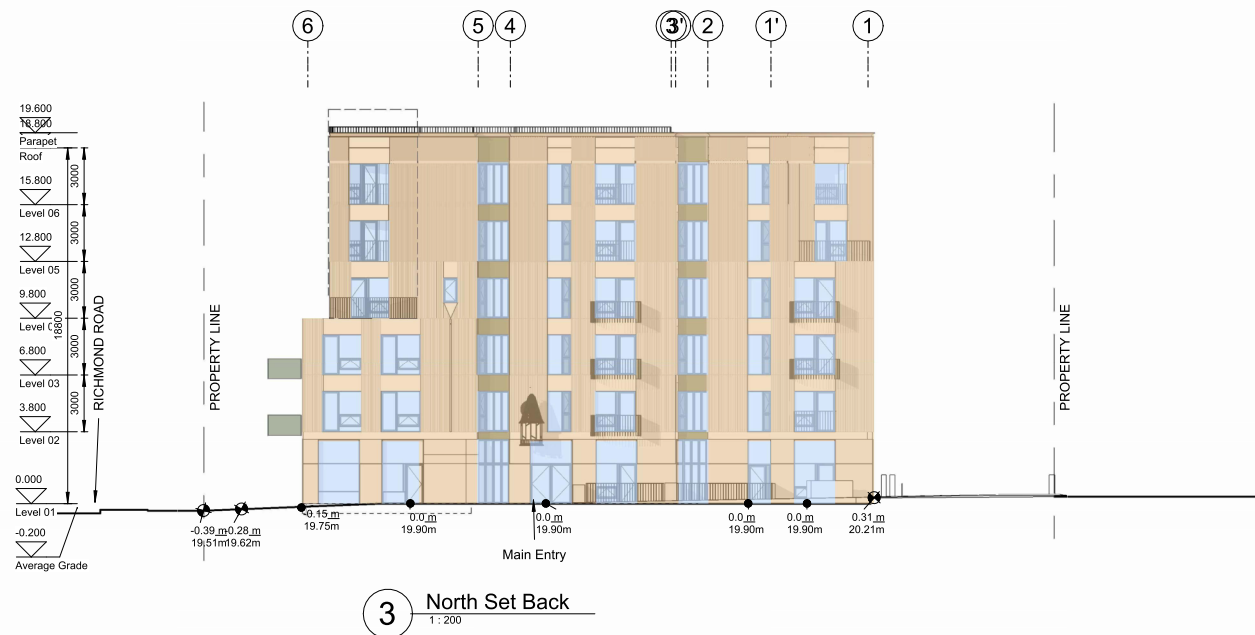 6
5
4
3
3'
2
1'
1
19.600
18.800
Parapet
Roof
15.800
Level 06
12.800
Level 05
9.800
6.800
Level 03
3.800
Level 02
0.000
Level 01
-0.200
Average Grade
3000
3000
3000
3000
3000
18800
RICHMOND ROAD
PROPERTY LINE
PROPERTY LINE
-0.39 m
19.51m
-0.28 m
19.62m
-0.15 m
19.75m
0.0 m
19.90m
0.0 m
19.90m
0.0 m
19.90m
0.0 m
19.90m
0.31 m
20.21m
Main Entry
3
North Set Back
1 : 200